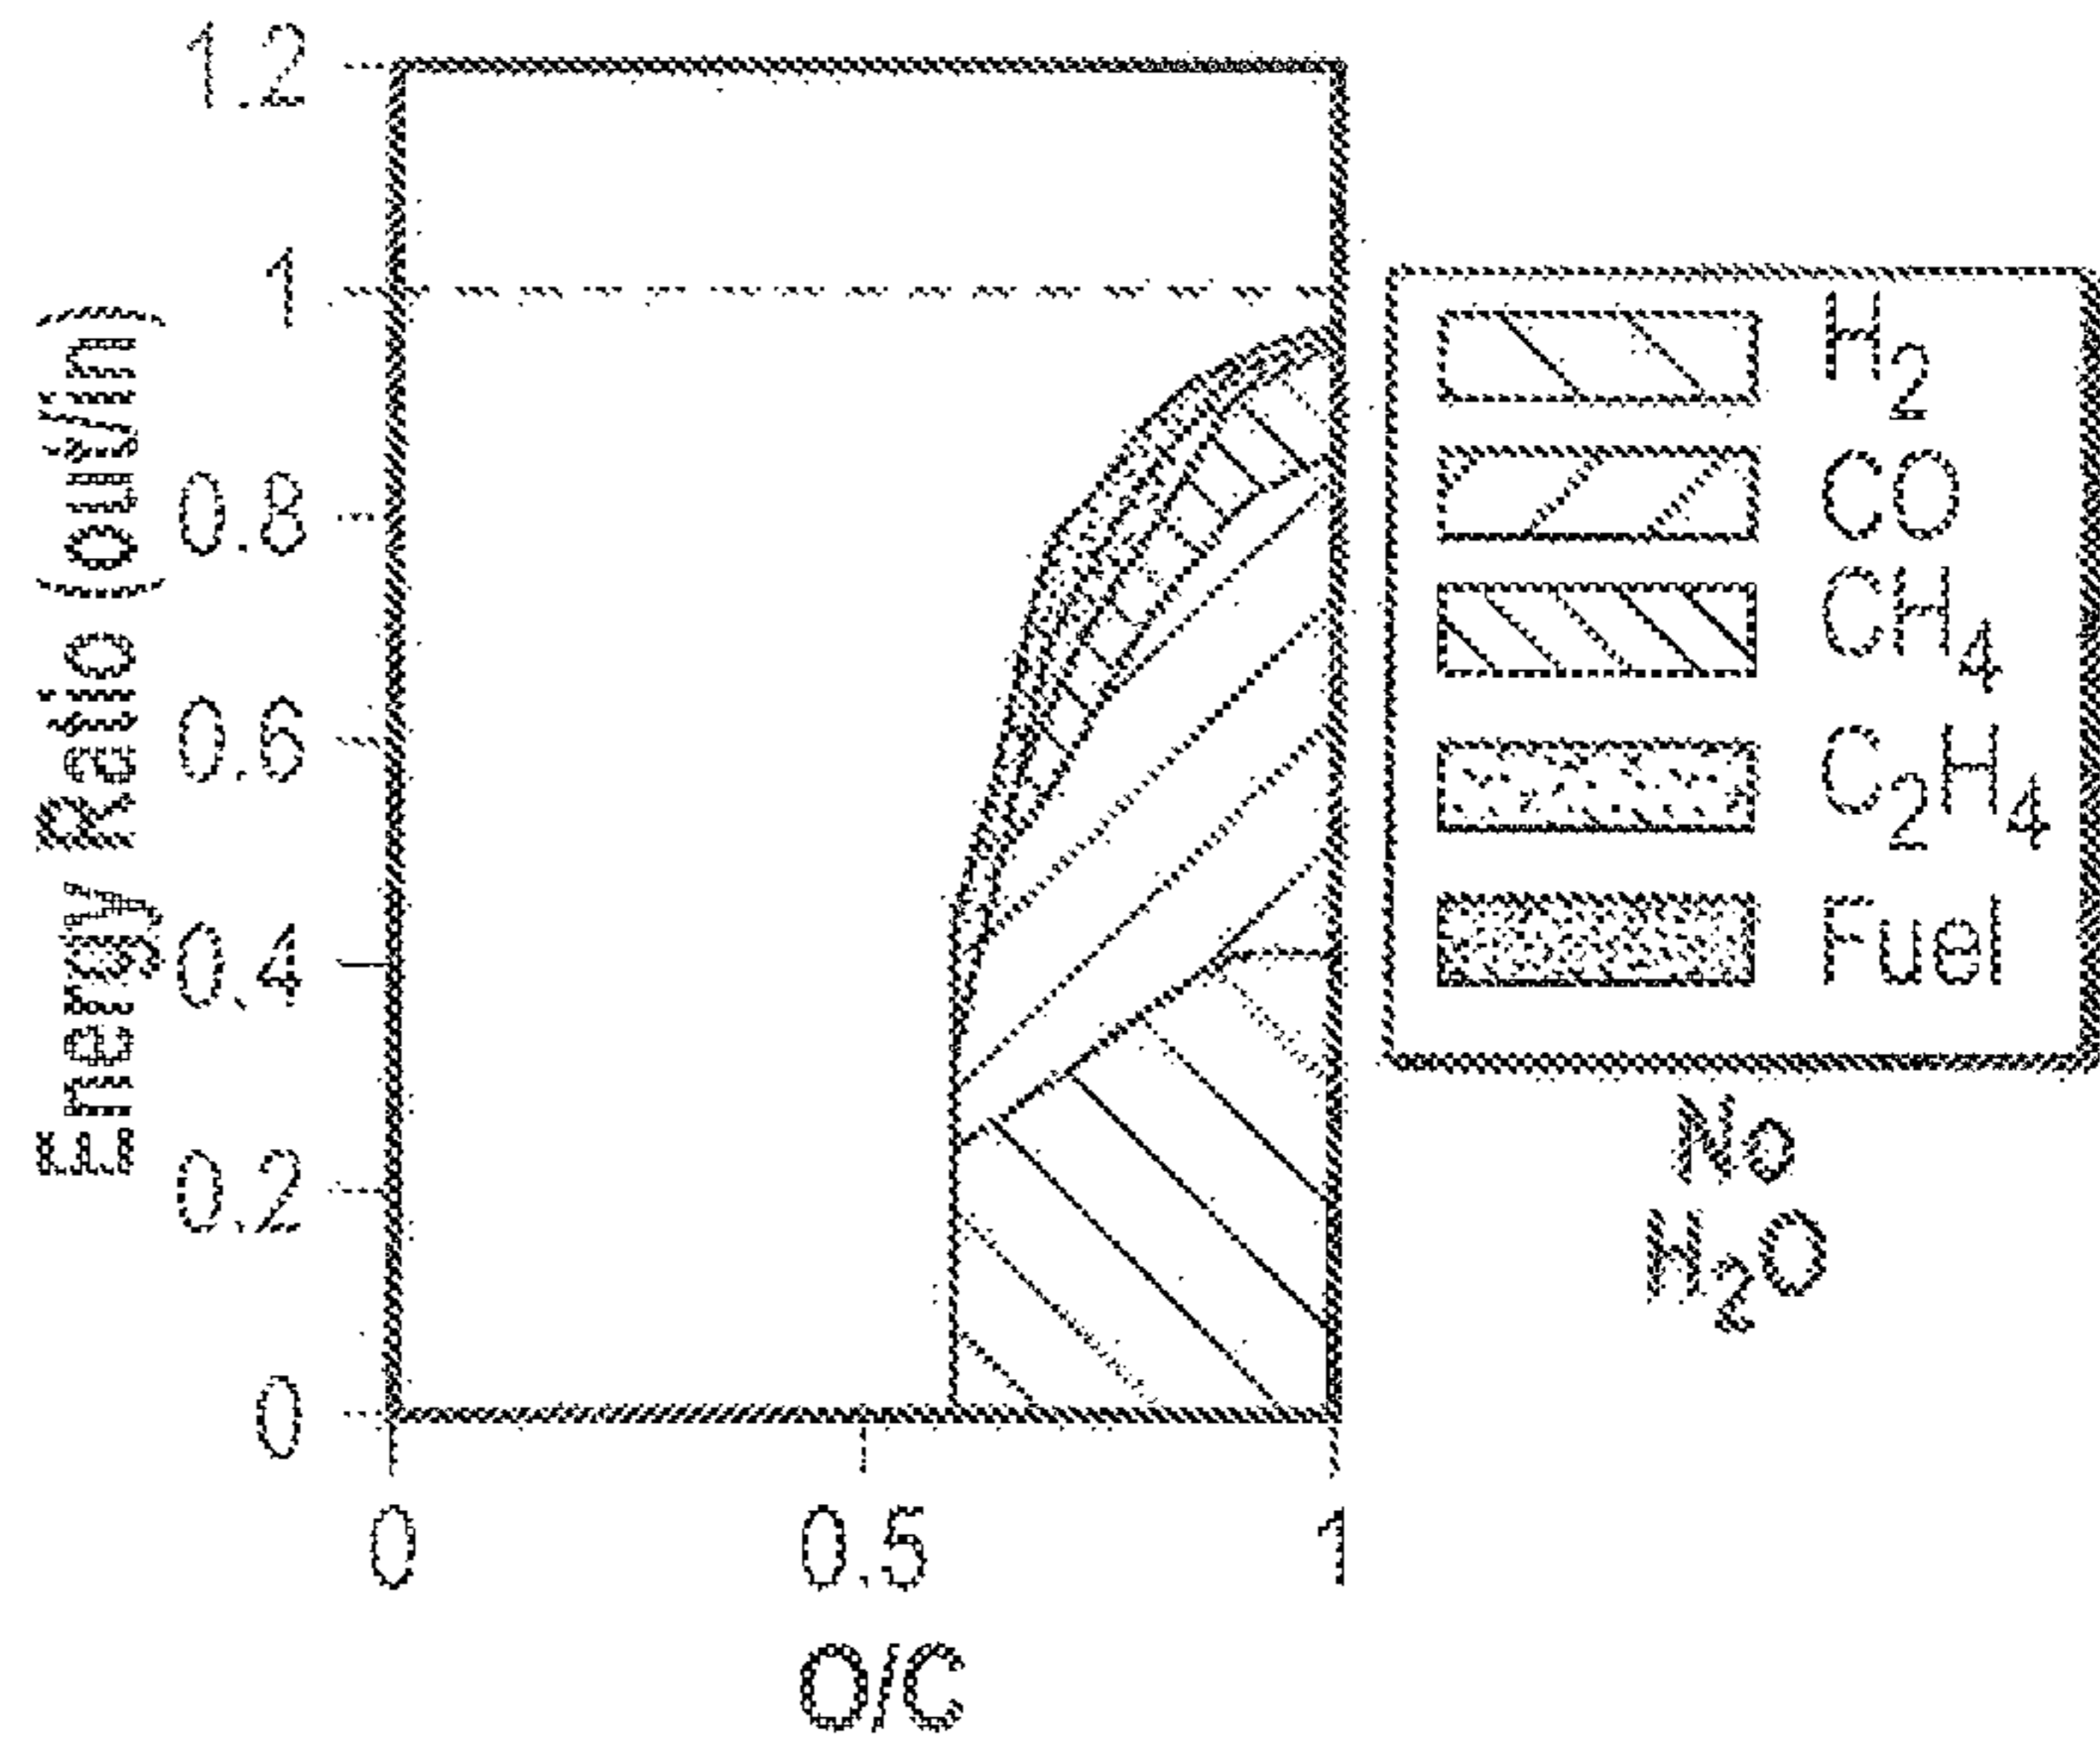 Energy Ratio (out/in)
1.2
1
0.8
0.6
0.4
0.2
0
0 0.5 1
O/C
H₂
CO
CH₄
C₂H₄
Fuel
No
H₂O